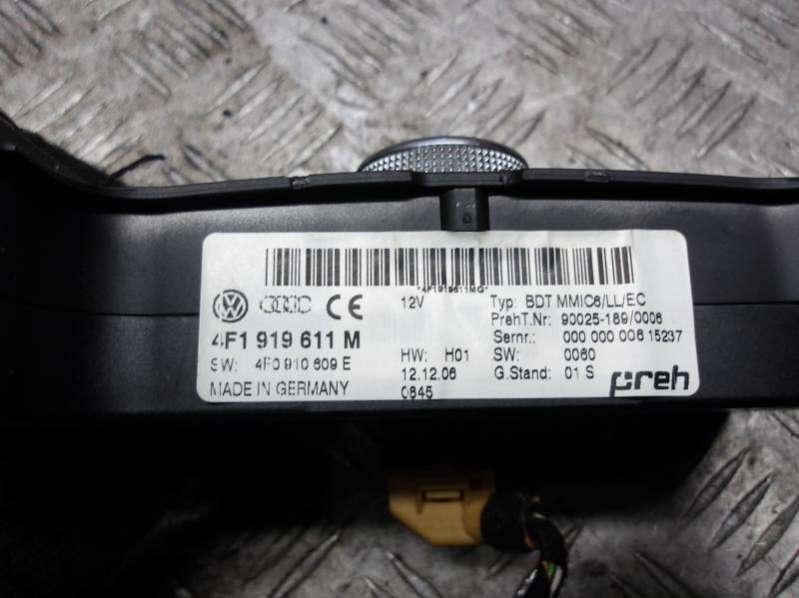 *4F1919611MG*
12V
Typ: BDT MMIC6/LL/EC
PrehT.Nr: 90025-189/0006
4F1 919 611 M
Sernr.: 000 000 006 15237
SW: 4F0 910 609 E
HW: H01
SW: 0060
12.12.06
G.Stand: 01 S
MADE IN GERMANY
0845
preh